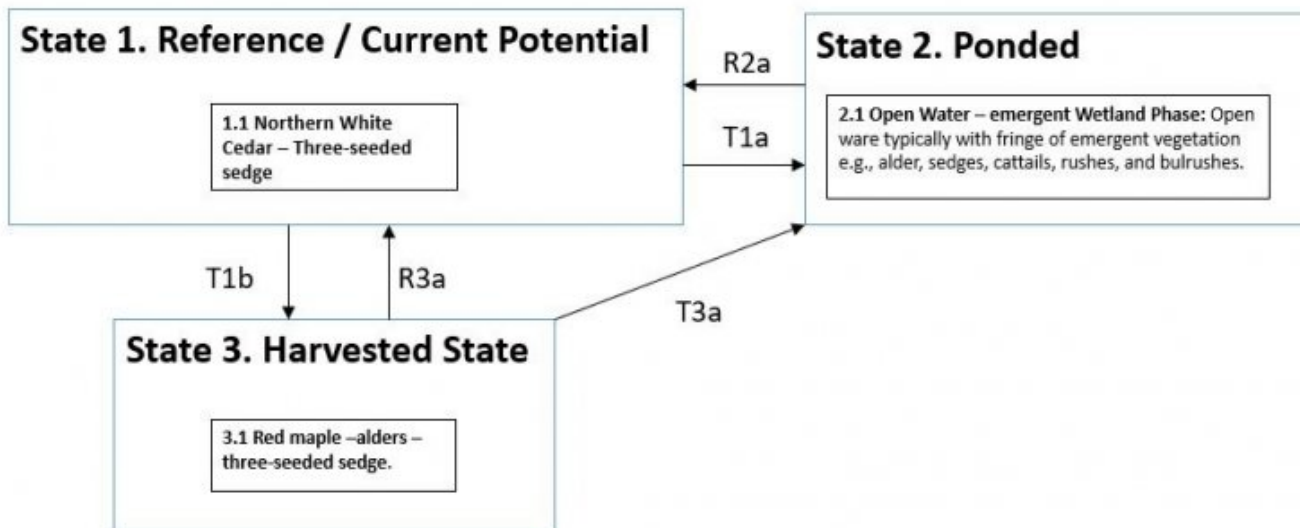 State 1. Reference / Current Potential
1.1 Northern White
Cedar – Three-seeded
sedge
R2a
T1a
State 2. Ponded
2.1 Open Water – emergent Wetland Phase: Open
ware typically with fringe of emergent vegetation
e.g., alder, sedges, cattails, rushes, and bulrushes.
T1b
R3a
T3a
State 3. Harvested State
3.1 Red maple –alders –
three-seeded sedge.